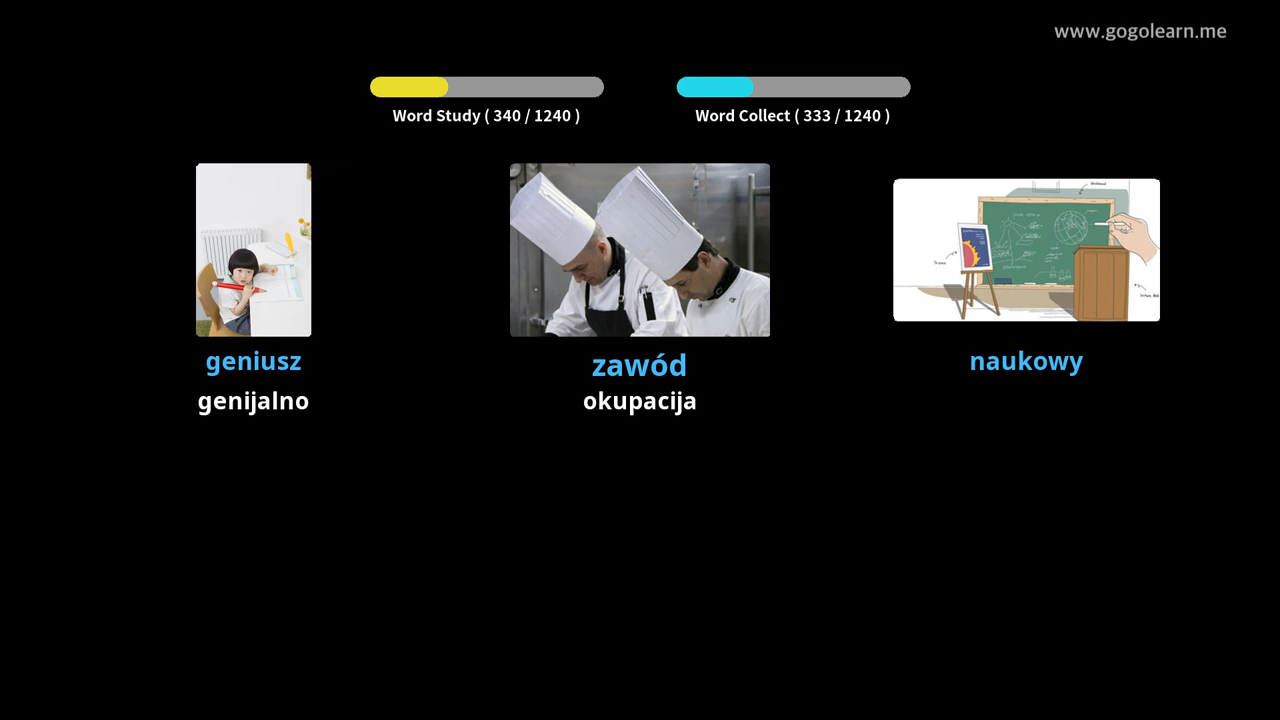 www.gogolearn.me
Word Study ( 340 / 1240 )
Word Collect ( 333 / 1240 )
geniusz
zawód
naukowy
genijalno
okupacija